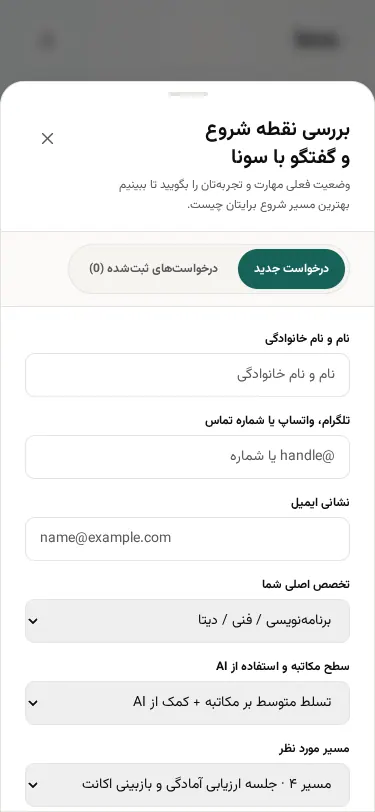 بررسی نقطه شروع
و گفتگو با سونا
وضعیت فعلی مهارت و تجربه‌تان را بگویید تا ببینیم
بهترین مسیر شروع برایتان چیست.
درخواست جدید
درخواست‌های ثبت‌شده (0)
نام و نام خانوادگی
نام و نام خانوادگی
تلگرام، واتساپ یا شماره تماس
@handle یا شماره
نشانی ایمیل
name@example.com
تخصص اصلی شما
برنامه‌نویسی / فنی / دیتا
سطح مکاتبه و استفاده از AI
تسلط متوسط بر مکاتبه + کمک از AI
مسیر مورد نظر
مسیر ۴ · جلسه ارزیابی آمادگی و بازبینی اکانت